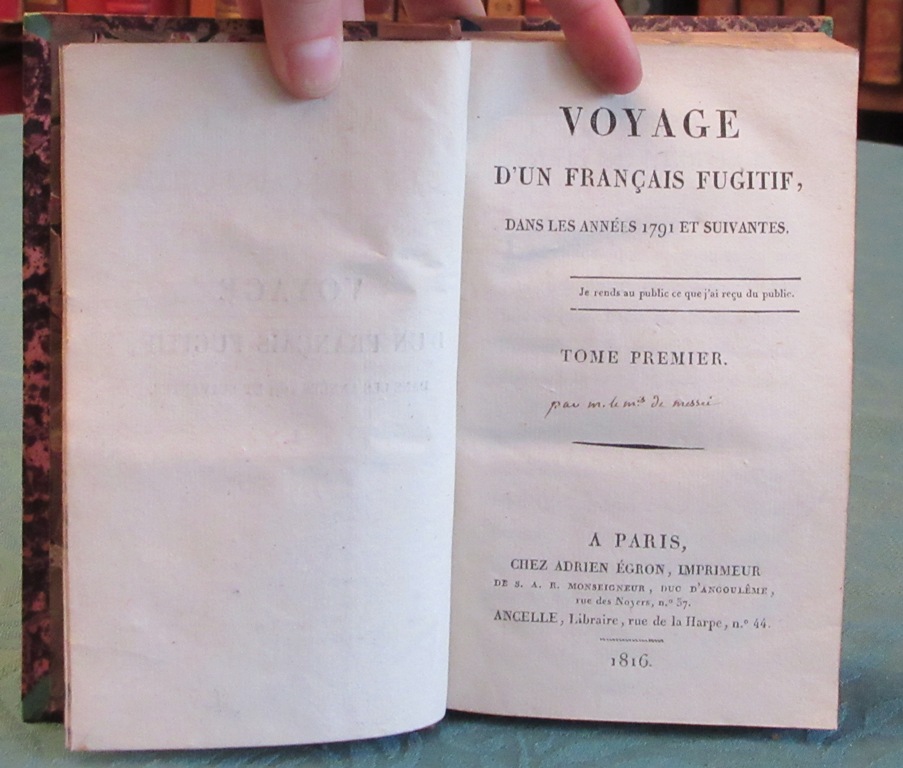 VOYAGE
D'UN FRANÇAIS FUGITIF,
DANS LES ANNÉES 1791 ET SUIVANTES.
Je rends au public ce que j'ai reçu du public.
TOME PREMIER.
par m. le m.is de messei
A PARIS,
CHEZ ADRIEN ÉGRON, IMPRIMEUR
DE S. A. R. MONSEIGNEUR, DUC D'ANGOULÊME,
rue des Noyers, n.º 37.
ANCELLE, Libraire, rue de la Harpe, n.º 44.
1816.